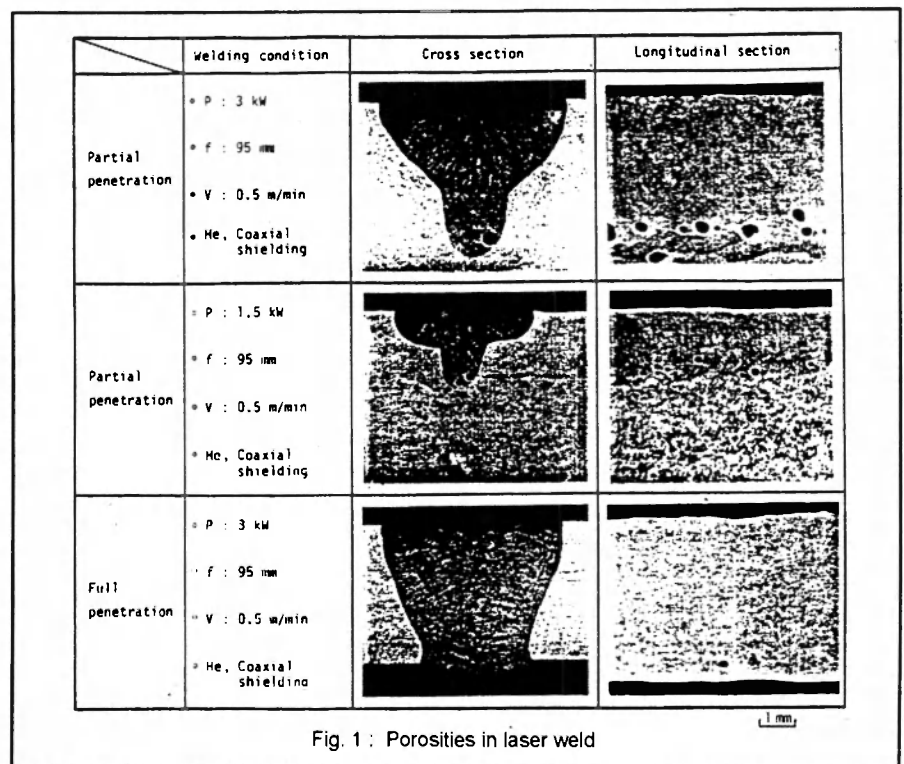 Welding condition Cross section Longitudinal section
Partial
penetration
• P : 3 kW
• f : 95 mm
• V : 0.5 m/min
• He, Coaxial
shielding
Partial
penetration
• P : 1.5 kW
• f : 95 mm
• V : 0.5 m/min
• He, Coaxial
shielding
Full
penetration
• P : 3 kW
• f : 95 mm
• V : 0.5 m/min
• He, Coaxial
shielding
1 mm
Fig. 1 : Porosities in laser weld